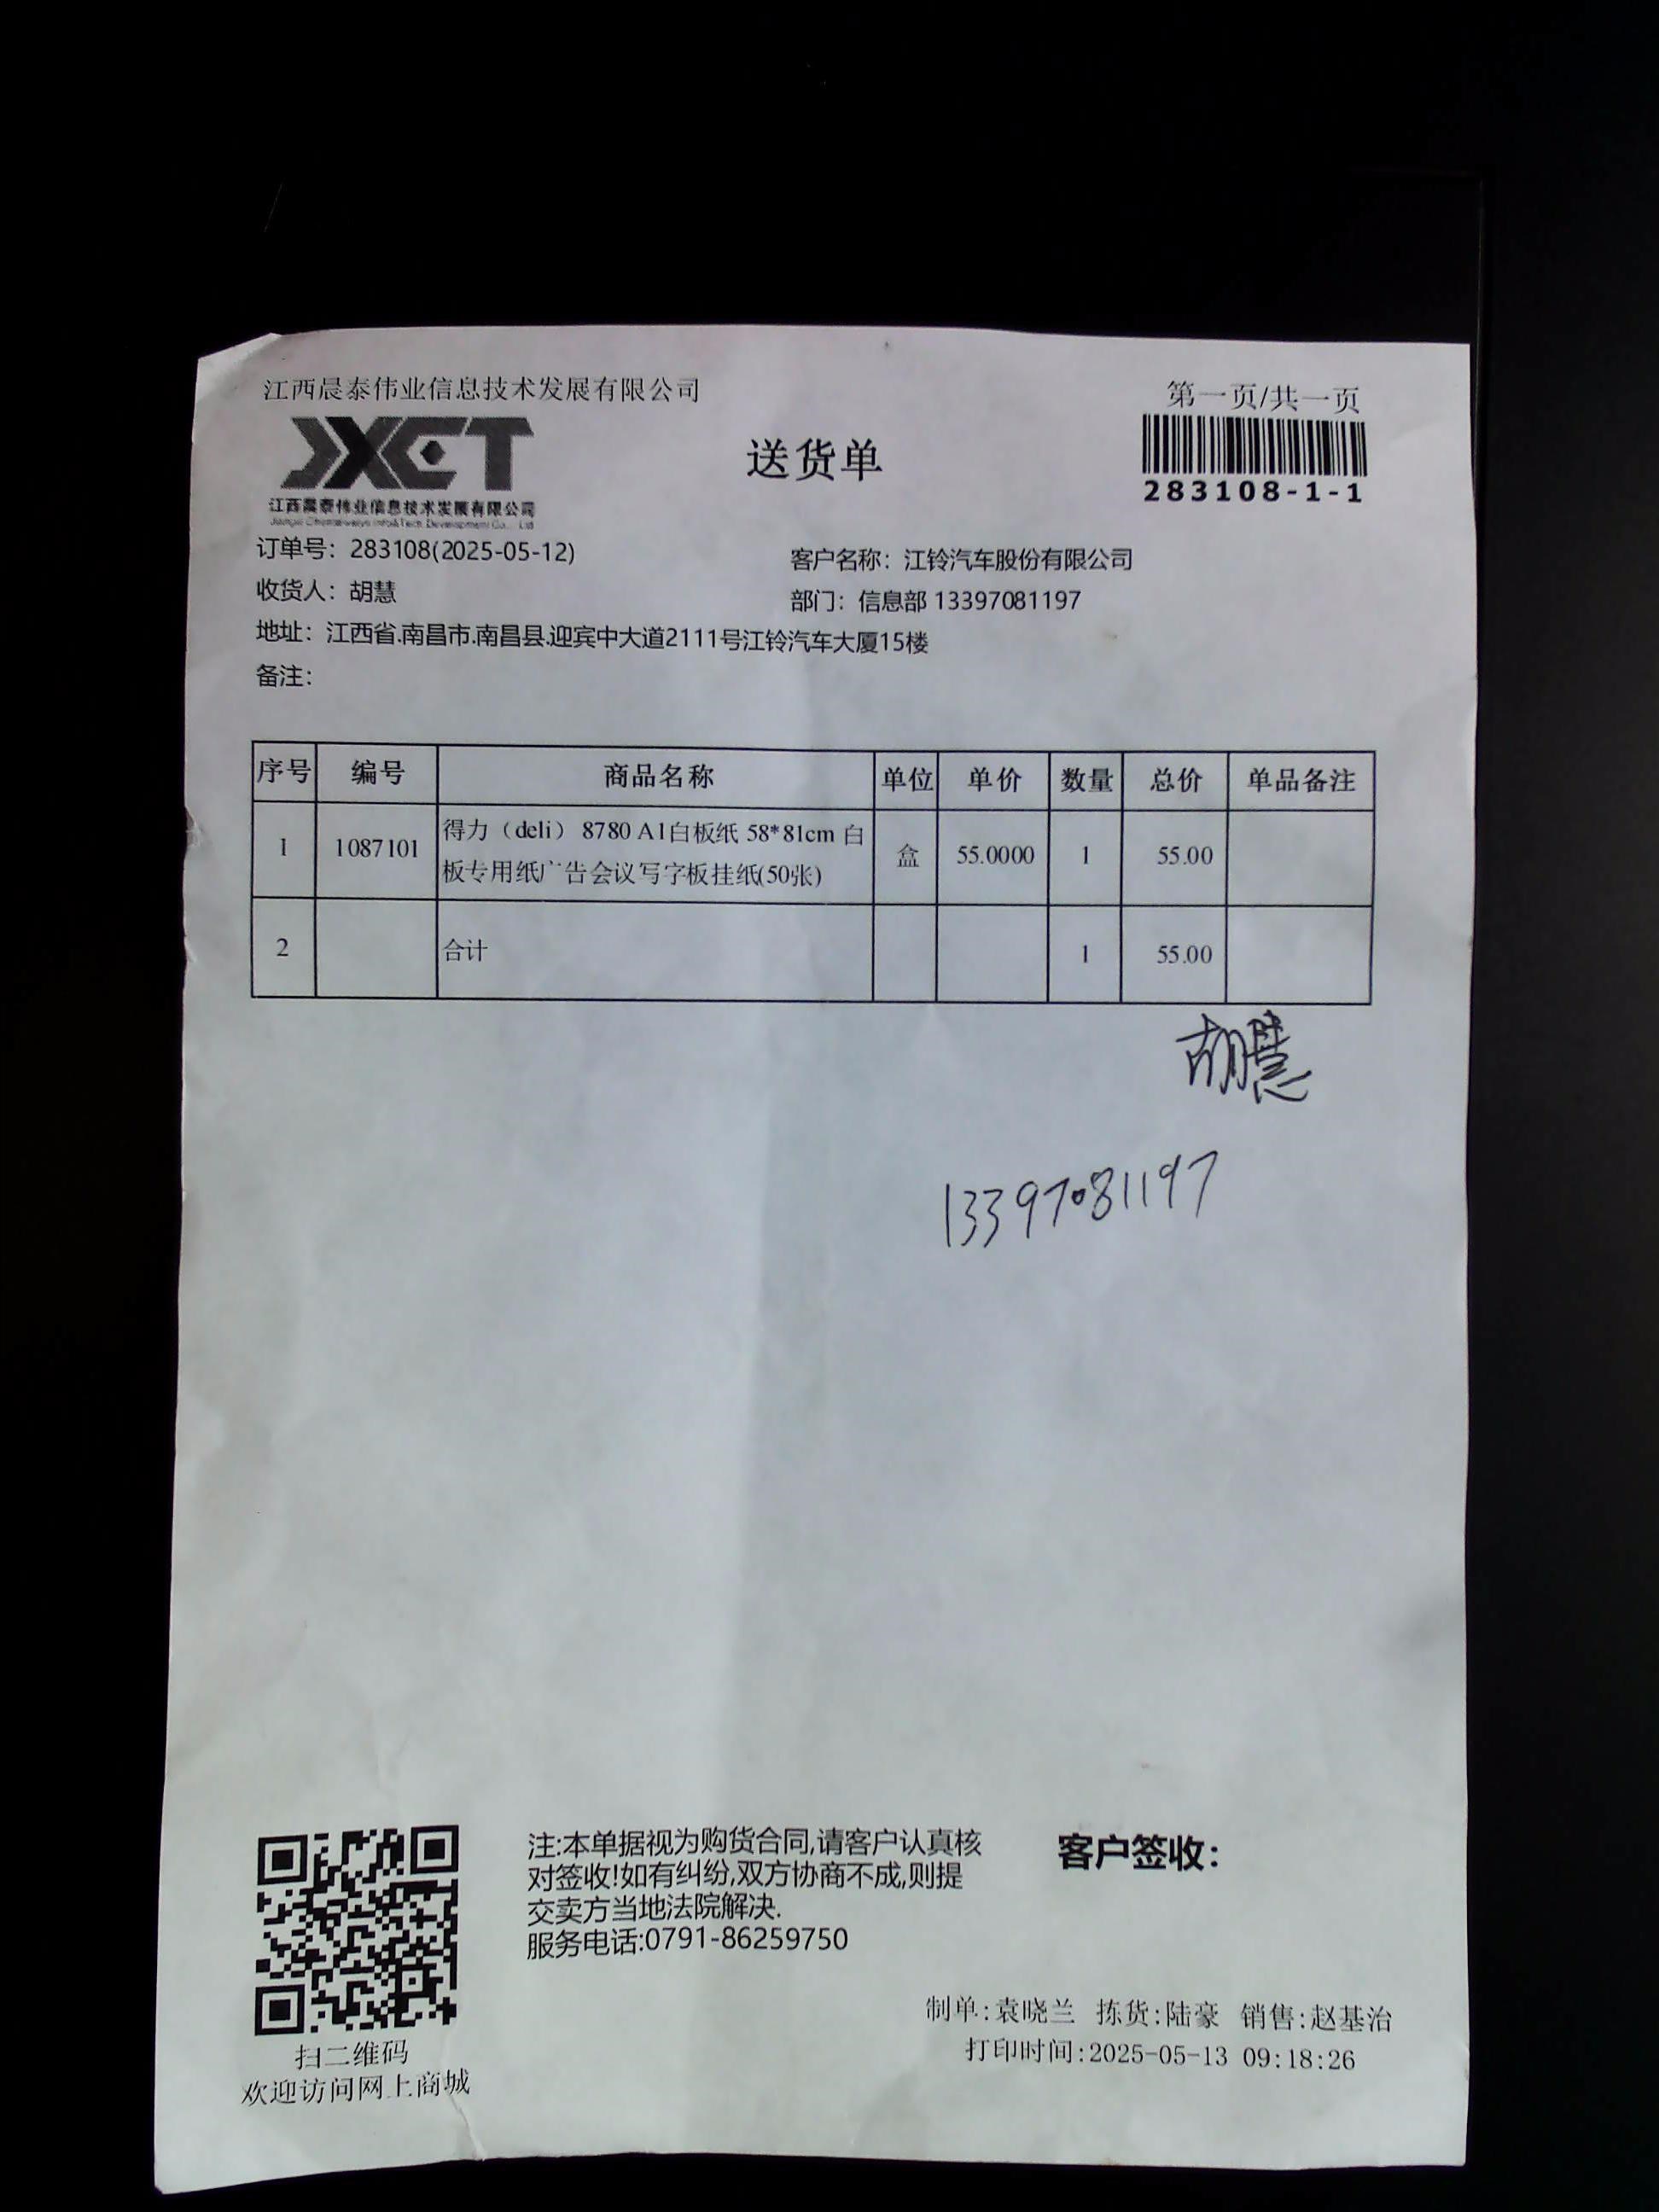 江西晨泰伟业信息技术发展有限公司
第一页/共一页
JXCT
江西晨泰伟业信息技术发展有限公司
送货单
283108-1-1
订单号：283108(2025-05-12)
客户名称：江铃汽车股份有限公司
收货人：胡慧
部门：信息部 13397081197
地址：江西省.南昌市.南昌县.迎宾中大道2111号江铃汽车大厦15楼
备注：
序号 编号 商品名称 单位 单价 数量 总价 单品备注
1 1087101 得力（deli） 8780 A1白板纸 58*81cm 白 盒 55.0000 1 55.00
板专用纸广告会议写字板挂纸(50张)
2 合计 1 55.00
胡慧
13397081197
注:本单据视为购货合同,请客户认真核
对签收!如有纠纷,双方协商不成,则提
交卖方当地法院解决.
服务电话:0791-86259750
客户签收：
制单:袁晓兰 拣货:陆豪 销售:赵基治
打印时间:2025-05-13 09:18:26
扫二维码
欢迎访问网上商城